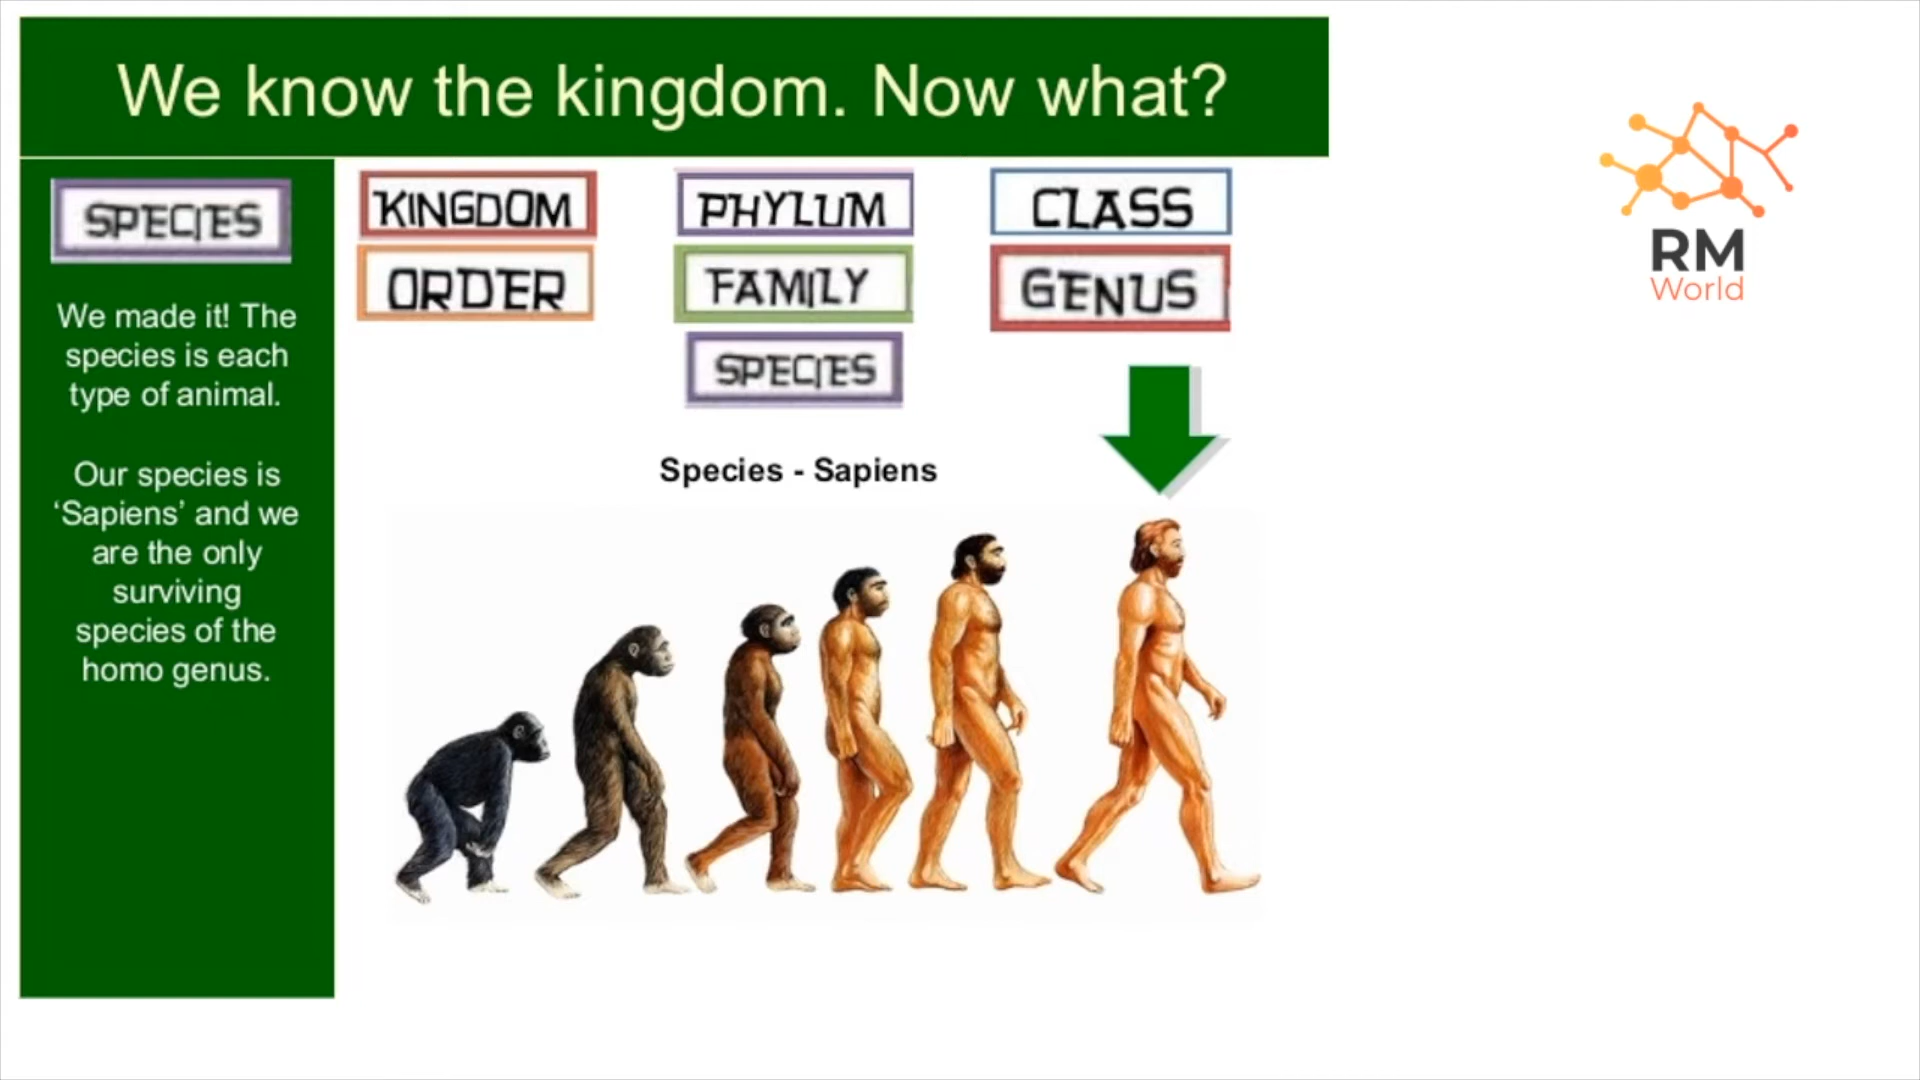 We know the kingdom. Now what?
SPECIES
We made it! The
species is each
type of animal.
Our species is
‘Sapiens’ and we
are the only
surviving
species of the
homo genus.
KINGDOM
PHYLUM
CLASS
ORDER
FAMILY
GENUS
SPECIES
Species - Sapiens
RM
World